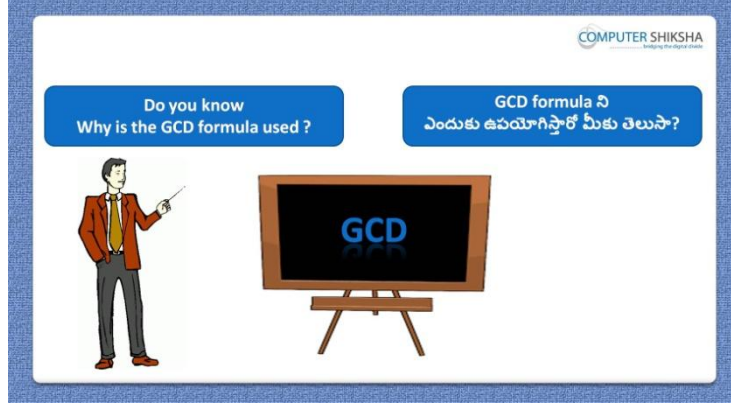 COMPUTER SHIKSHA
bridging the digital divide
Do you know
Why is the GCD formula used ?
GCD formula ని
ఎందుకు ఉపయోగిస్తారో మీకు తెలుసా?
GCD